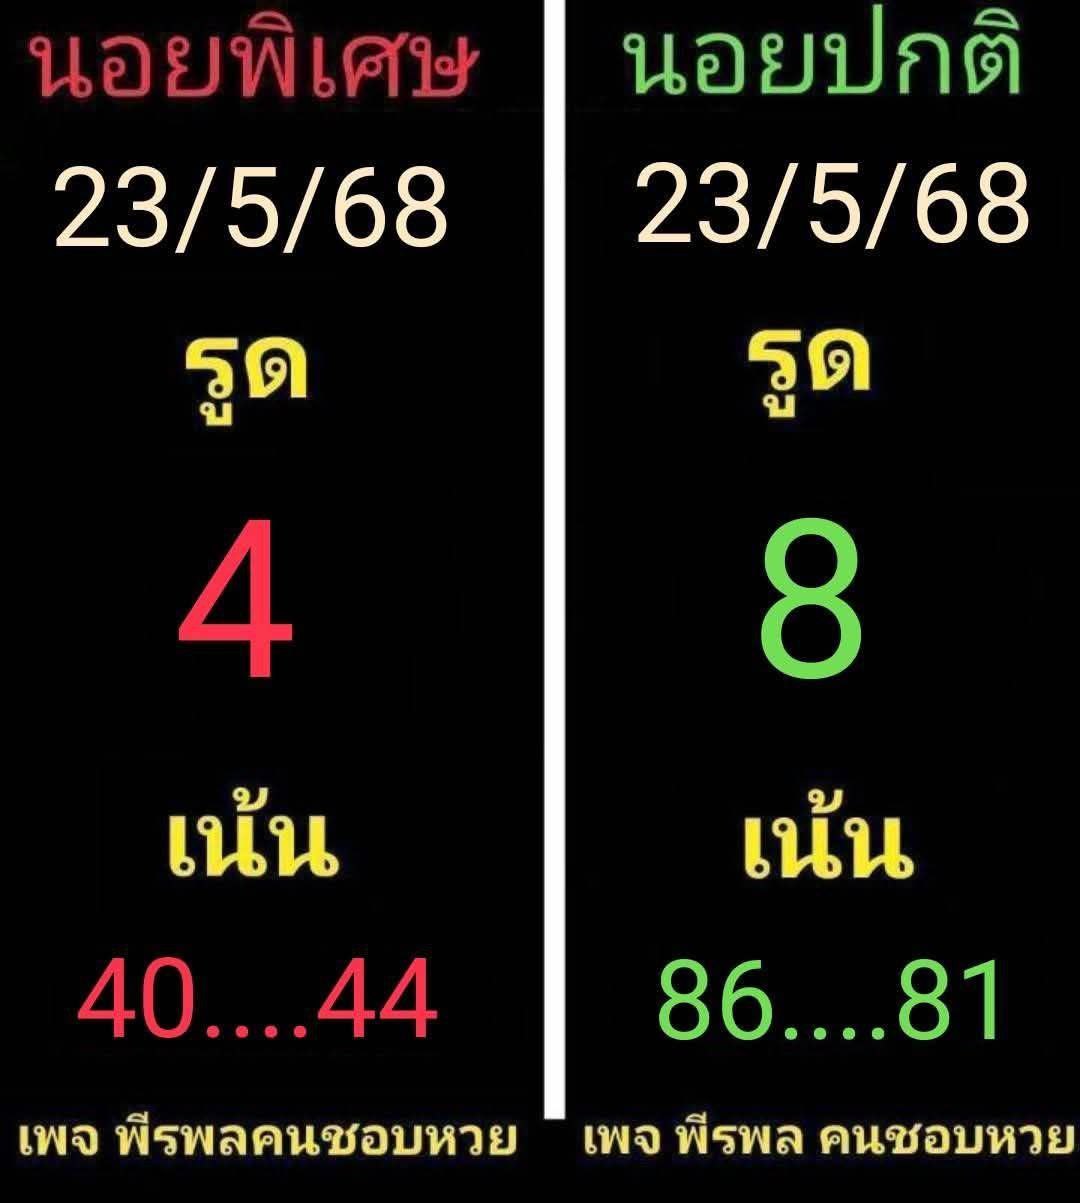 นอยพิเศษ
23/5/68
รูด
4
เน้น
40....44
เพจ พีรพลคนชอบหวย
นอยปกติ
23/5/68
รูด
8
เน้น
86....81
เพจ พีรพล คนชอบหวย